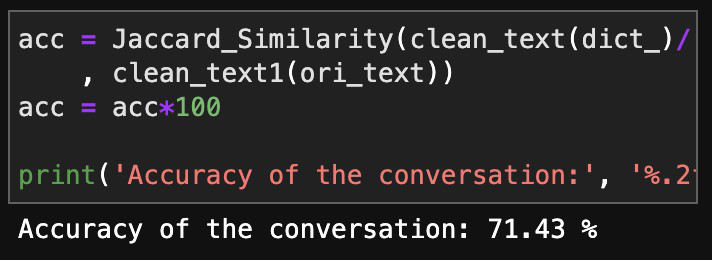 acc = Jaccard_Similarity(clean_text(dict_)/
, clean_text1(ori_text))
acc = acc*100
print('Accuracy of the conversation:', '%.2
Accuracy of the conversation: 71.43 %